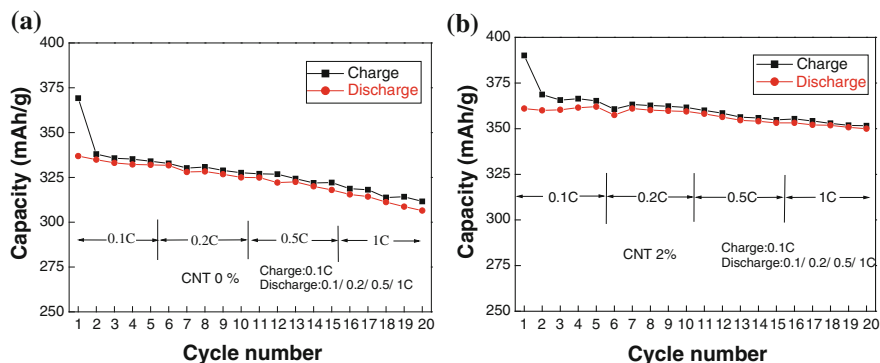 (a)
400
375
350
325
300
275
250
Capacity (mAh/g)
Charge
Discharge
0.1C 0.2C 0.5C 1C
CNT 0 %
Charge:0.1C
Discharge:0.1/ 0.2/ 0.5/ 1C
1 2 3 4 5 6 7 8 9 10 11 12 13 14 15 16 17 18 19 20
Cycle number
(b)
400
375
350
325
300
275
250
Capacity (mAh/g)
Charge
Discharge
0.1C 0.2C 0.5C 1C
CNT 2%
Charge:0.1C
Discharge:0.1/ 0.2/ 0.5/ 1C
1 2 3 4 5 6 7 8 9 10 11 12 13 14 15 16 17 18 19 20
Cycle number